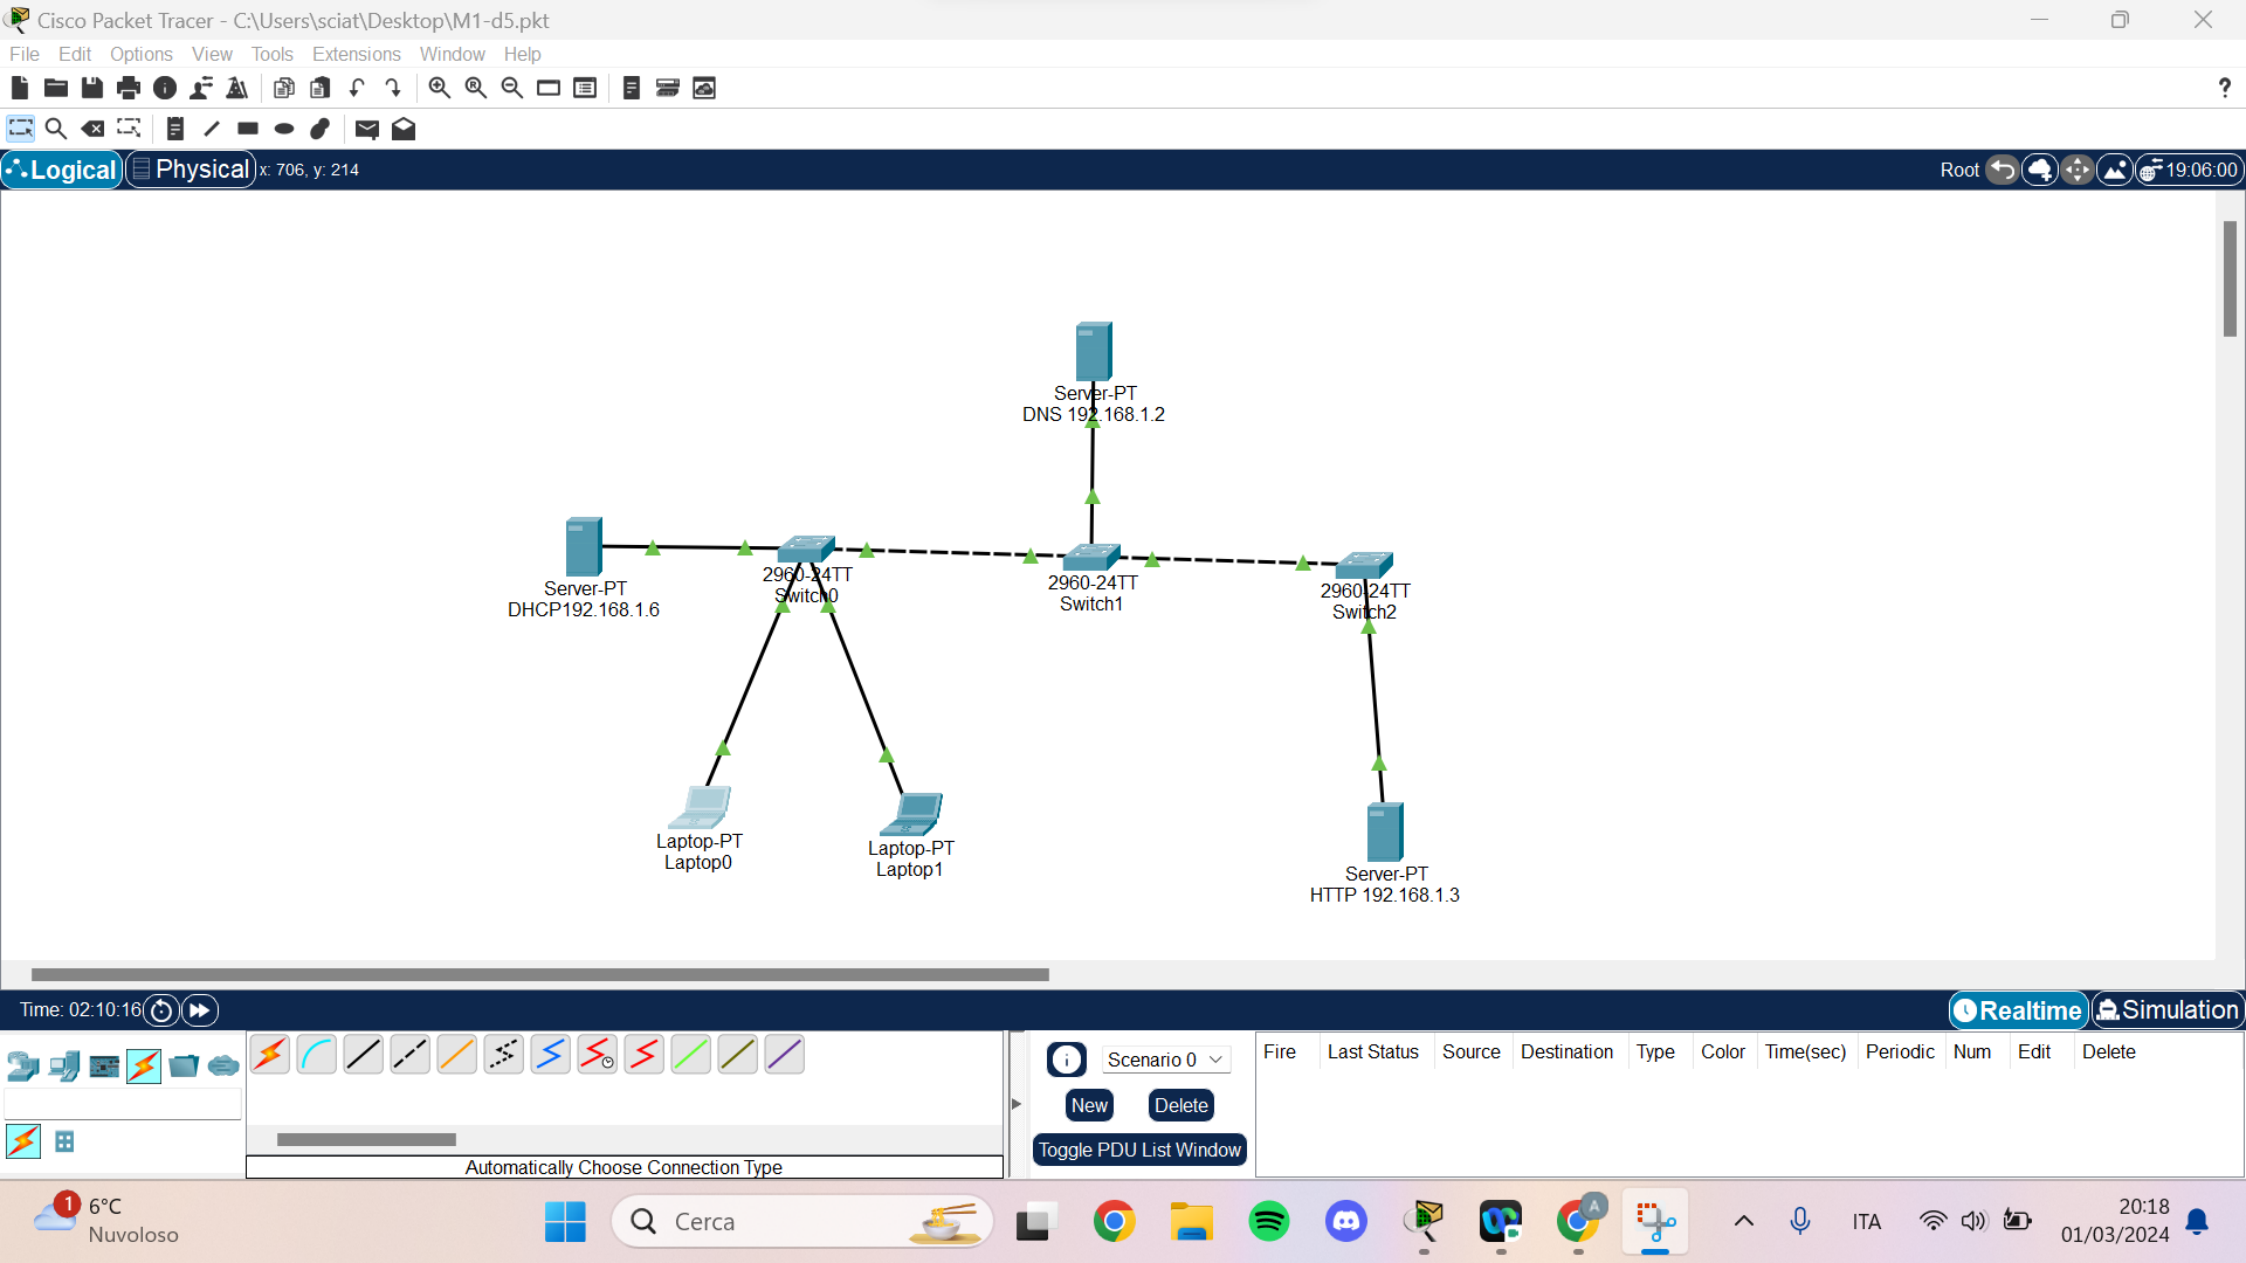 Cisco Packet Tracer - C:\Users\sciat\Desktop\M1-d5.pkt
File Edit Options View Tools Extensions Window Help
?
Logical Physical x: 706, y: 214 Root 19:06:00
Server-PT
DNS 192.168.1.2
Server-PT
DHCP192.168.1.6
2960-24TT
Switch0
2960-24TT
Switch1
2960-24TT
Switch2
Laptop-PT
Laptop0
Laptop-PT
Laptop1
Server-PT
HTTP 192.168.1.3
Time: 02:10:16 Realtime Simulation
Scenario 0
New Delete
Toggle PDU List Window
Fire Last Status Source Destination Type Color Time(sec) Periodic Num Edit Delete
Automatically Choose Connection Type
1 6°C
Nuvoloso
Cerca
A
ITA
20:18
01/03/2024